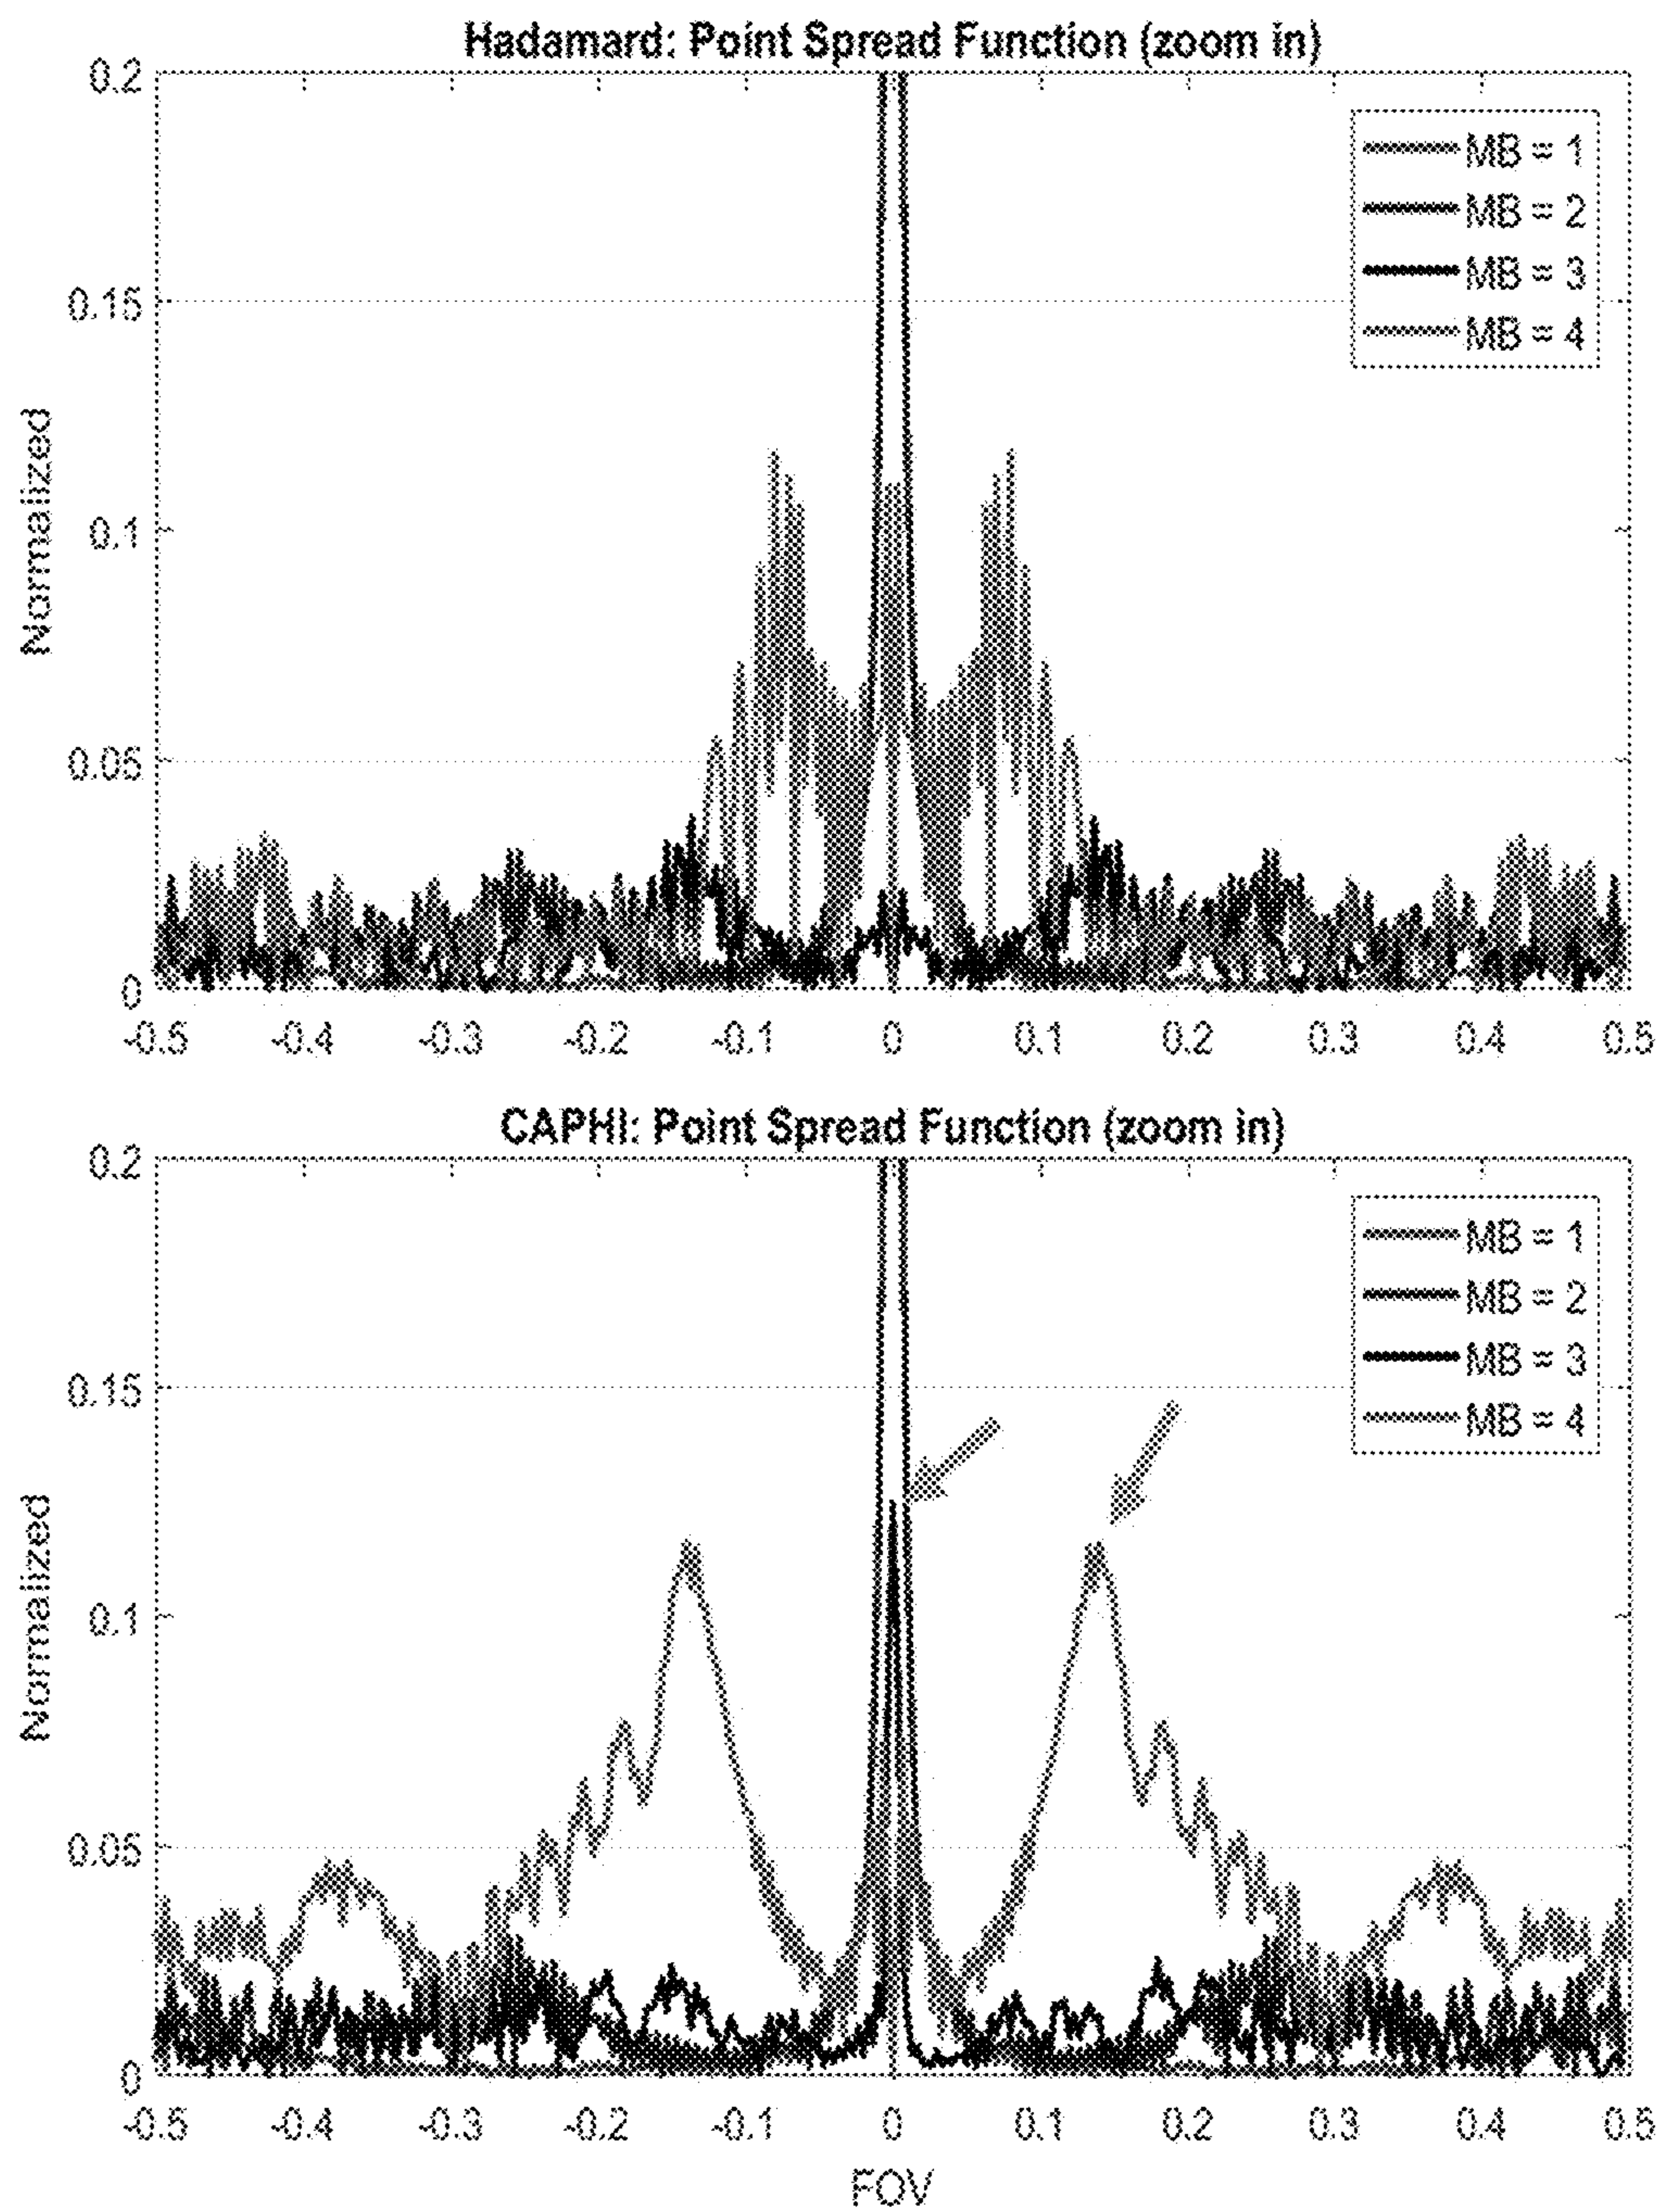 Hadamard: Point Spread Function (zoom in)
0.2
0.15
0.1
0.05
0
Normalized
MB = 1
MB = 2
MB = 3
MB = 4
-0.5 -0.4 -0.3 -0.2 -0.1 0 0.1 0.2 0.3 0.4 0.5
CAPHI: Point Spread Function (zoom in)
0.2
0.15
0.1
0.05
0
Normalized
MB = 1
MB = 2
MB = 3
MB = 4
-0.5 -0.4 -0.3 -0.2 -0.1 0 0.1 0.2 0.3 0.4 0.5
FOV